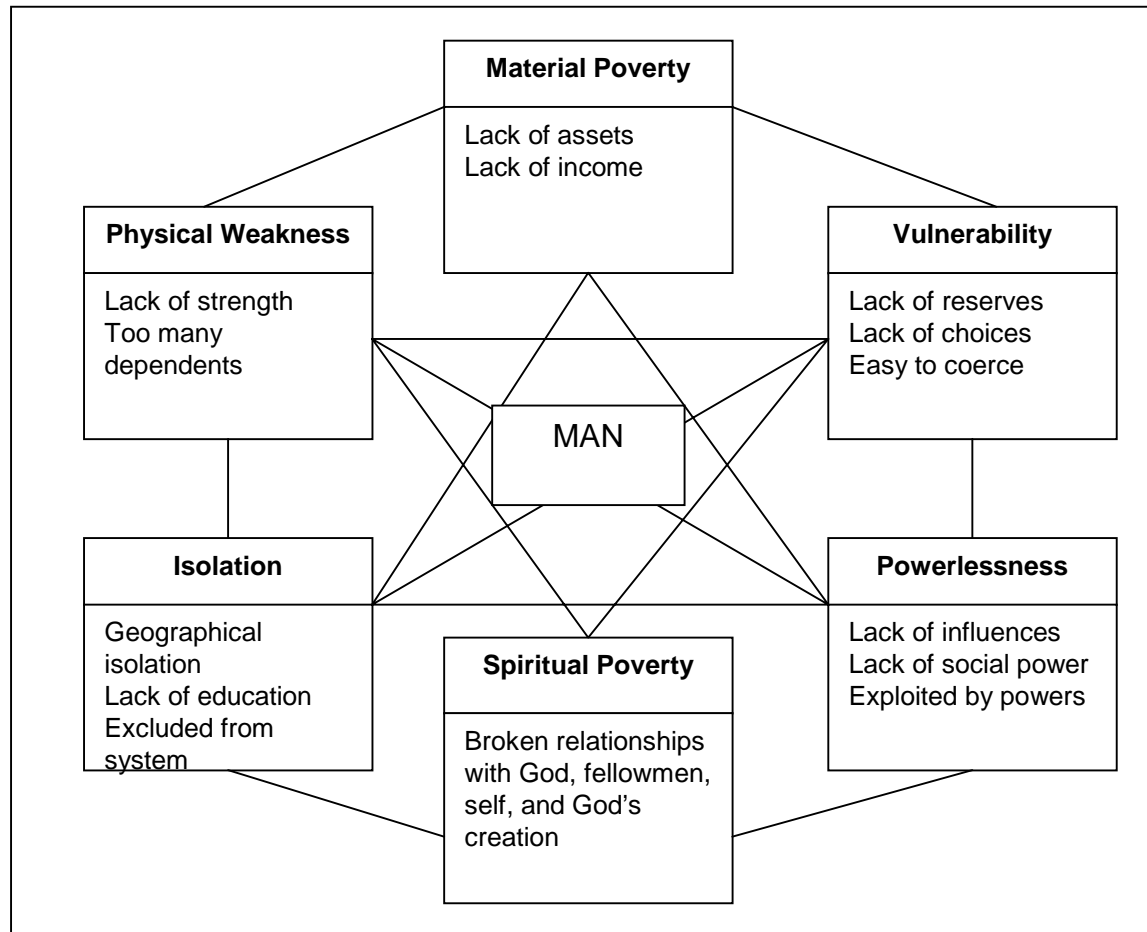 Material Poverty
Lack of assets
Lack of income
Physical Weakness
Lack of strength
Too many
dependents
Vulnerability
Lack of reserves
Lack of choices
Easy to coerce
MAN
Isolation
Geographical
isolation
Lack of education
Excluded from
system
Spiritual Poverty
Broken relationships
with God, fellowmen,
self, and God's
creation
Powerlessness
Lack of influences
Lack of social power
Exploited by powers